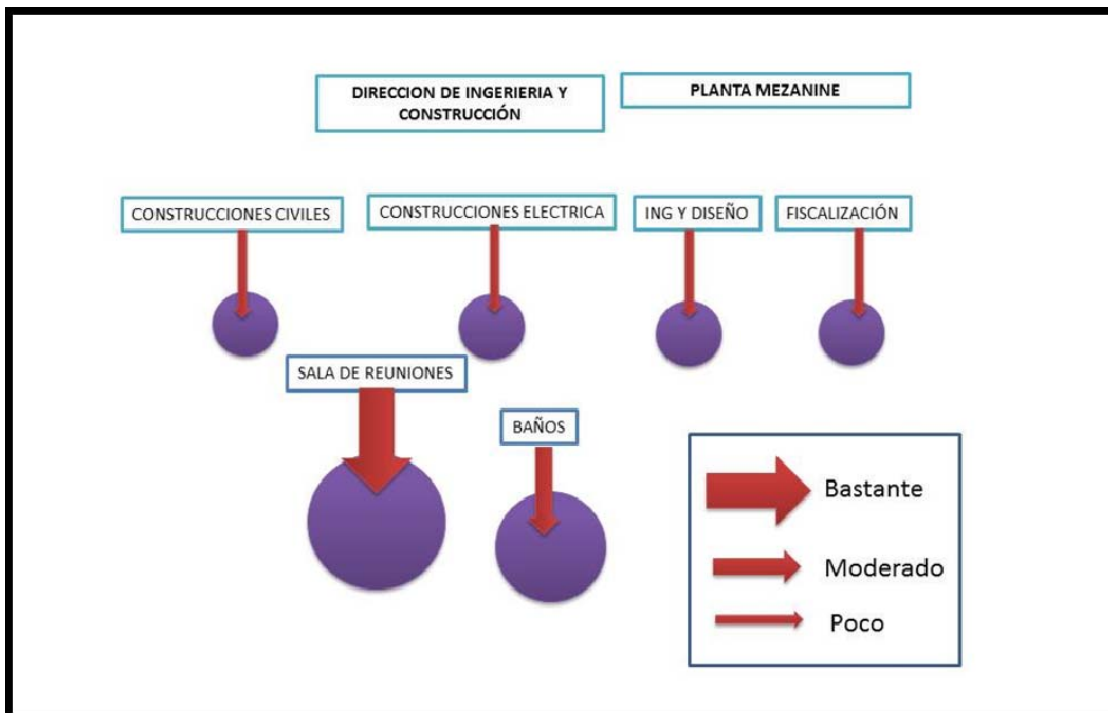 DIRECCION DE INGERIERIA Y
CONSTRUCCIÓN
PLANTA MEZANINE
CONSTRUCCIONES CIVILES
CONSTRUCCIONES ELECTRICA
ING Y DISEÑO
FISCALIZACIÓN
SALA DE REUNIONES
BAÑOS
Bastante
Moderado
Poco